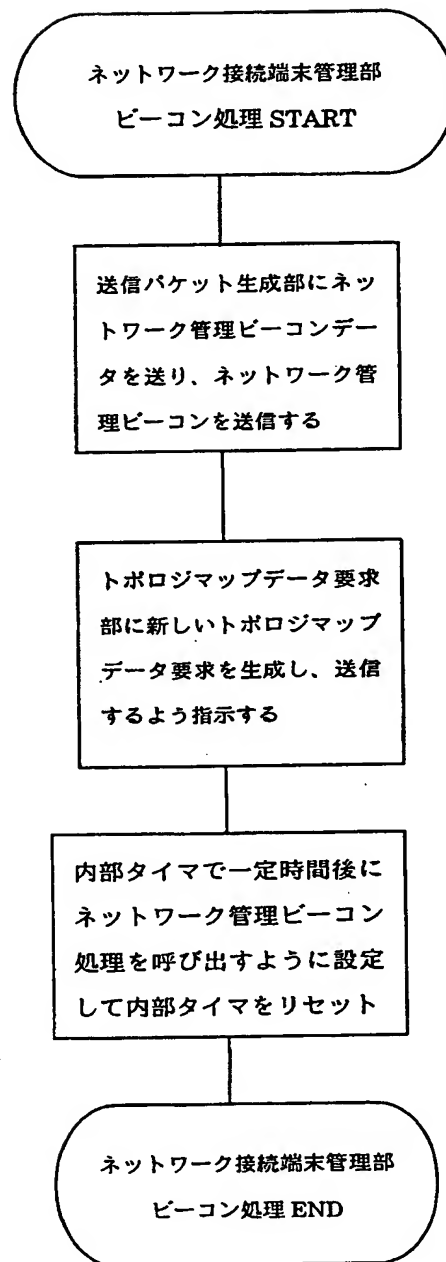 ネットワーク接続端末管理部
ビーコン処理 START
送信パケット生成部にネッ
トワーク管理ビーコンデー
タを送り、ネットワーク管
理ビーコンを送信する
トポロジマップデータ要求
部に新しいトポロジマップ
データ要求を生成し、送信
するよう指示する
内部タイマで一定時間後に
ネットワーク管理ビーコン
処理を呼び出すように設定
して内部タイマをリセット
ネットワーク接続端末管理部
ビーコン処理 END